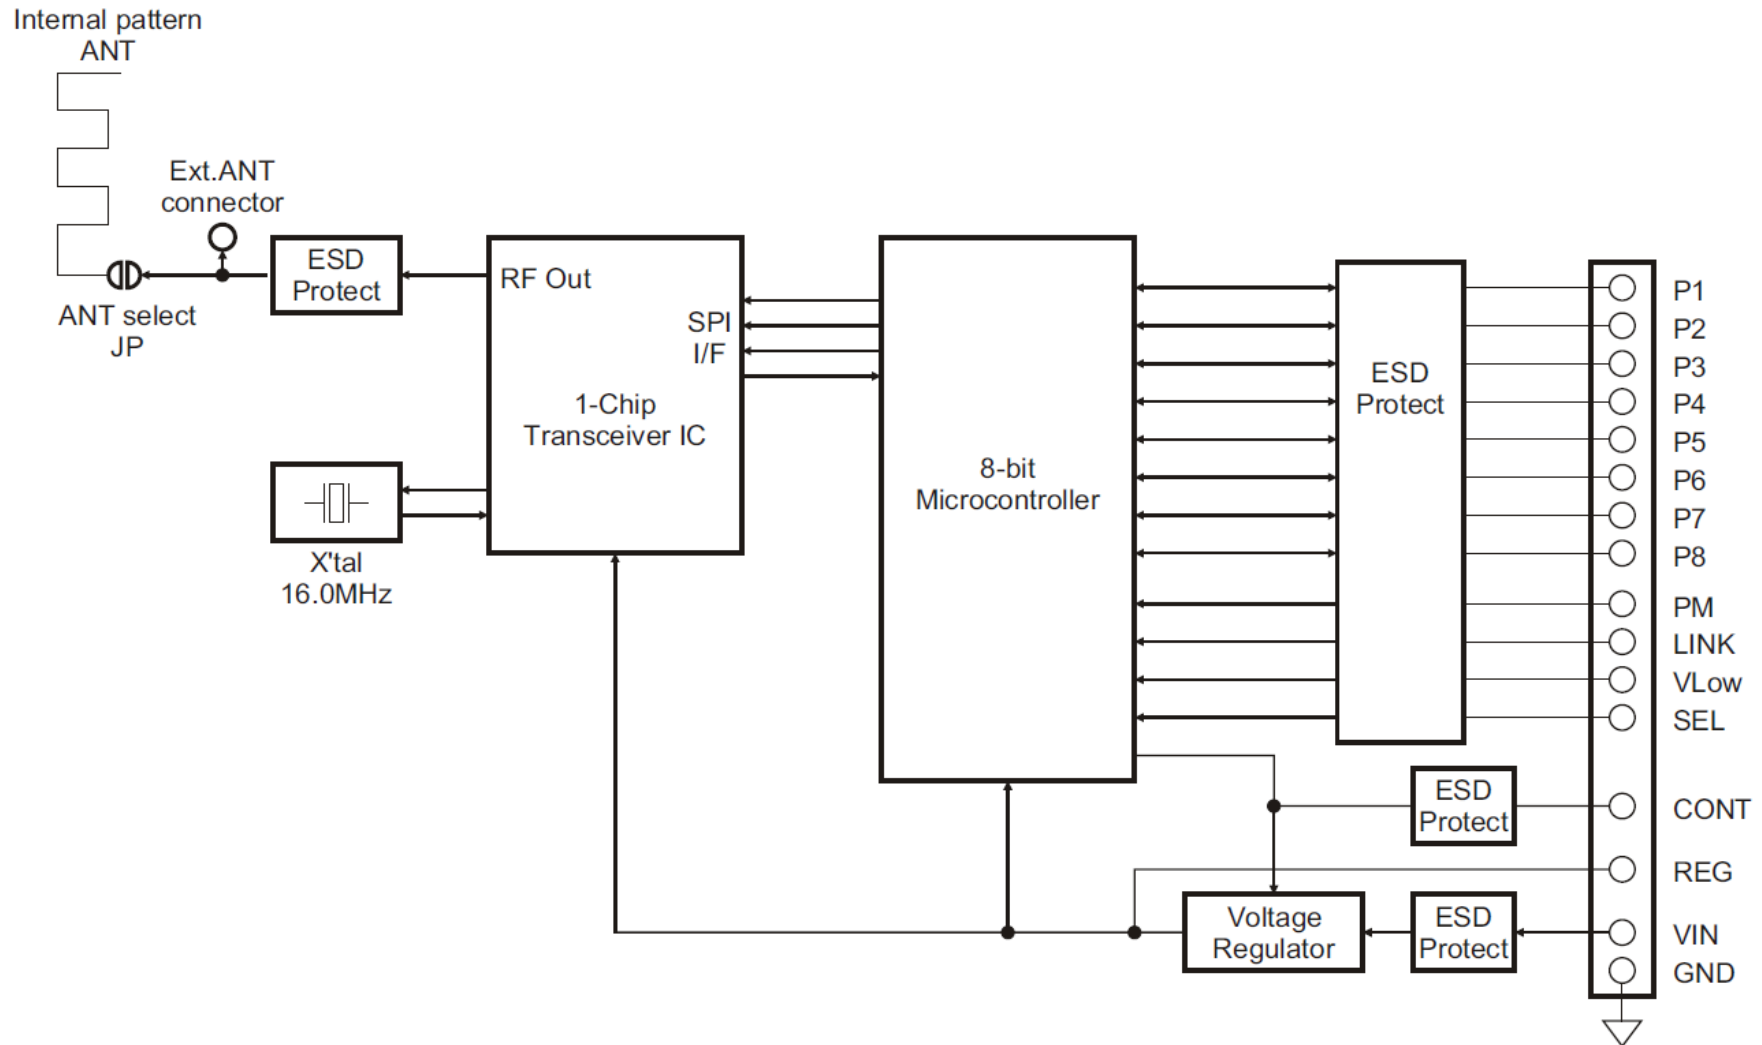 Internal pattern
ANT
Ext.ANT
connector
ANT select
JP
ESD
Protect
RF Out
SPI
I/F
1-Chip
Transceiver IC
X'tal
16.0MHz
8-bit
Microcontroller
ESD
Protect
P1
P2
P3
P4
P5
P6
P7
P8
PM
LINK
VLow
SEL
ESD
Protect
CONT
REG
Voltage
Regulator
ESD
Protect
VIN
GND